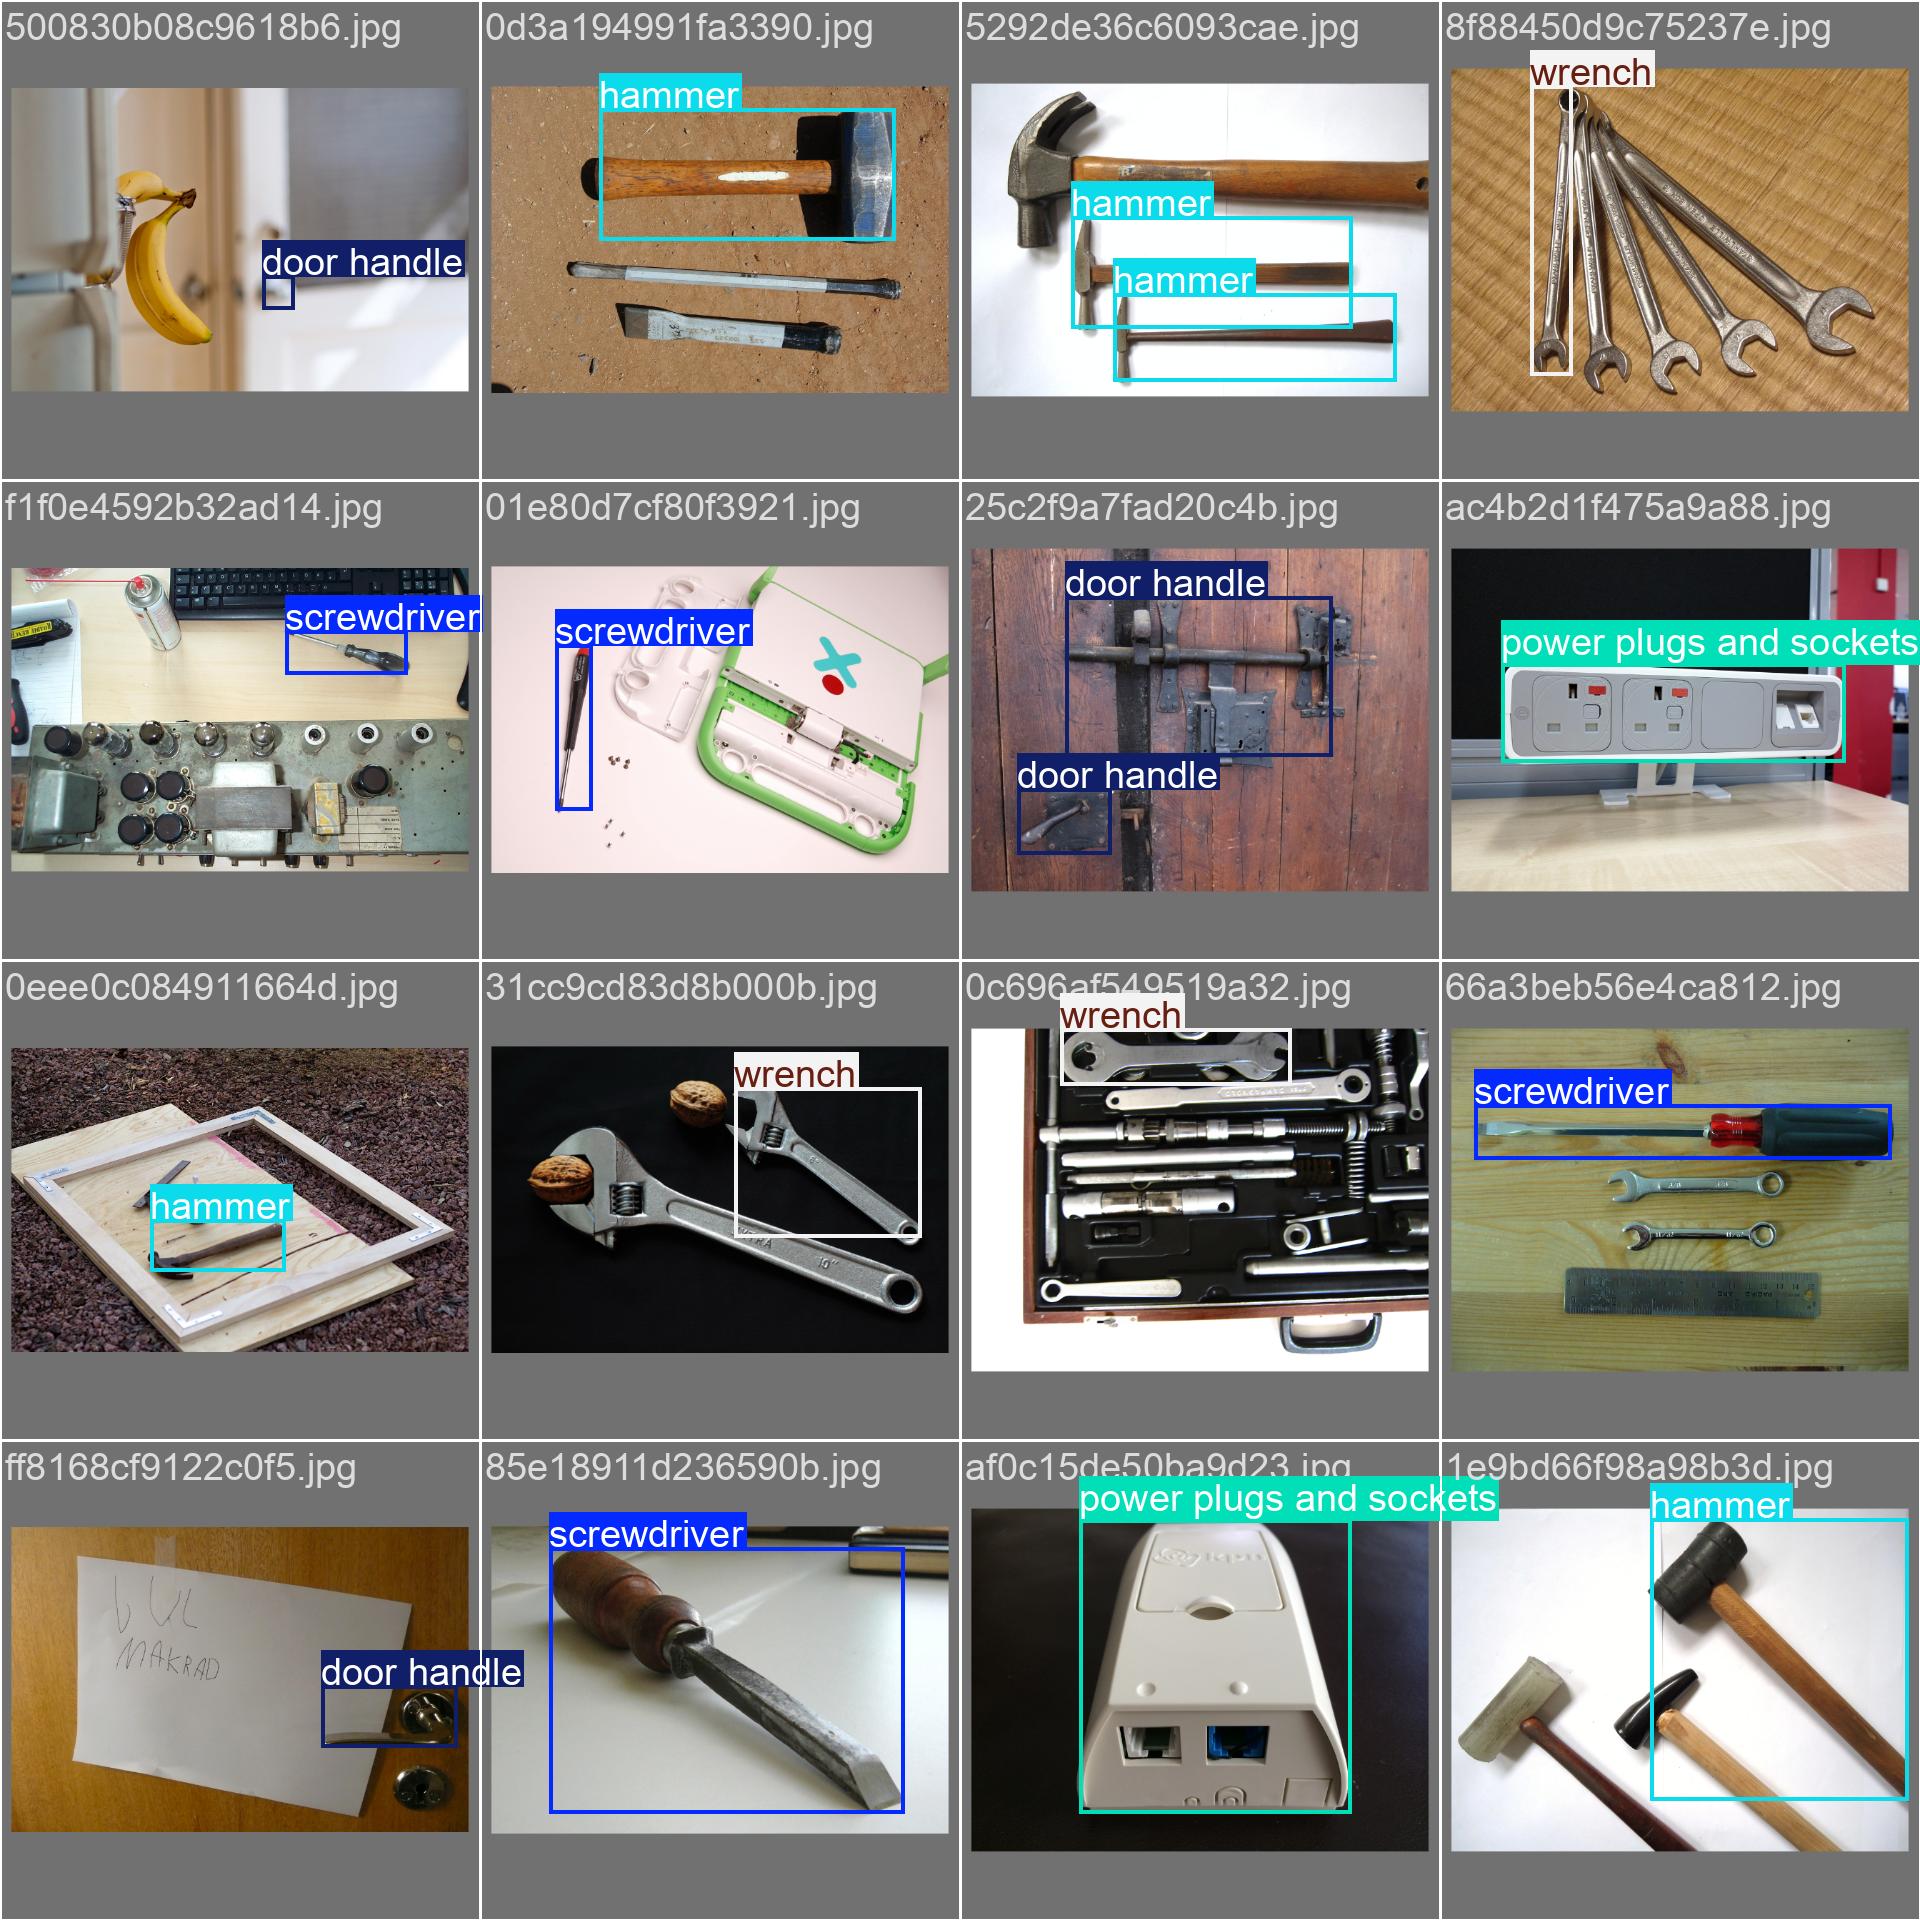 500830b08c9618b6.jpg
0d3a194991fa3390.jpg
5292de36c6093cae.jpg
8f88450d9c75237e.jpg
hammer
wrench
hammer
door handle
hammer
f1f0e4592b32ad14.jpg
01e80d7cf80f3921.jpg
25c2f9a7fad20c4b.jpg
ac4b2d1f475a9a88.jpg
screwdriver
screwdriver
door handle
power plugs and sockets
door handle
0eee0c084911664d.jpg
31cc9cd83d8b000b.jpg
0c696af549519a32.jpg
66a3beb56e4ca812.jpg
wrench
wrench
screwdriver
hammer
10"
ff8168cf9122c0f5.jpg
85e18911d236590b.jpg
af0c15de50ba9d23.jpg
1e9bd66f98a98b3d.jpg
screwdriver
power plugs and sockets
hammer
MAKRAD
door handle
kpn